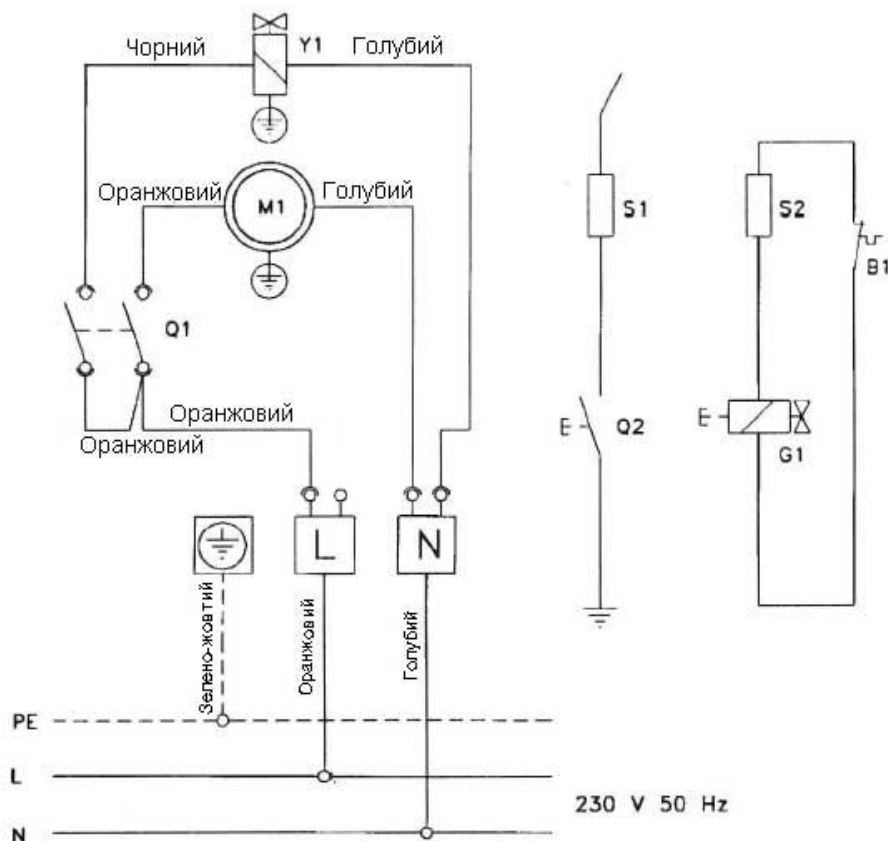 Чорний
Y1
Голубий
Оранжовий
M1
Голубий
S1
S2
B1
Q1
Оранжовий
Оранжовий
E
Q2
E
G1
L
N
Зелено-жовтий
Оранжовий
Голубий
PE
L
230 V 50 Hz
N